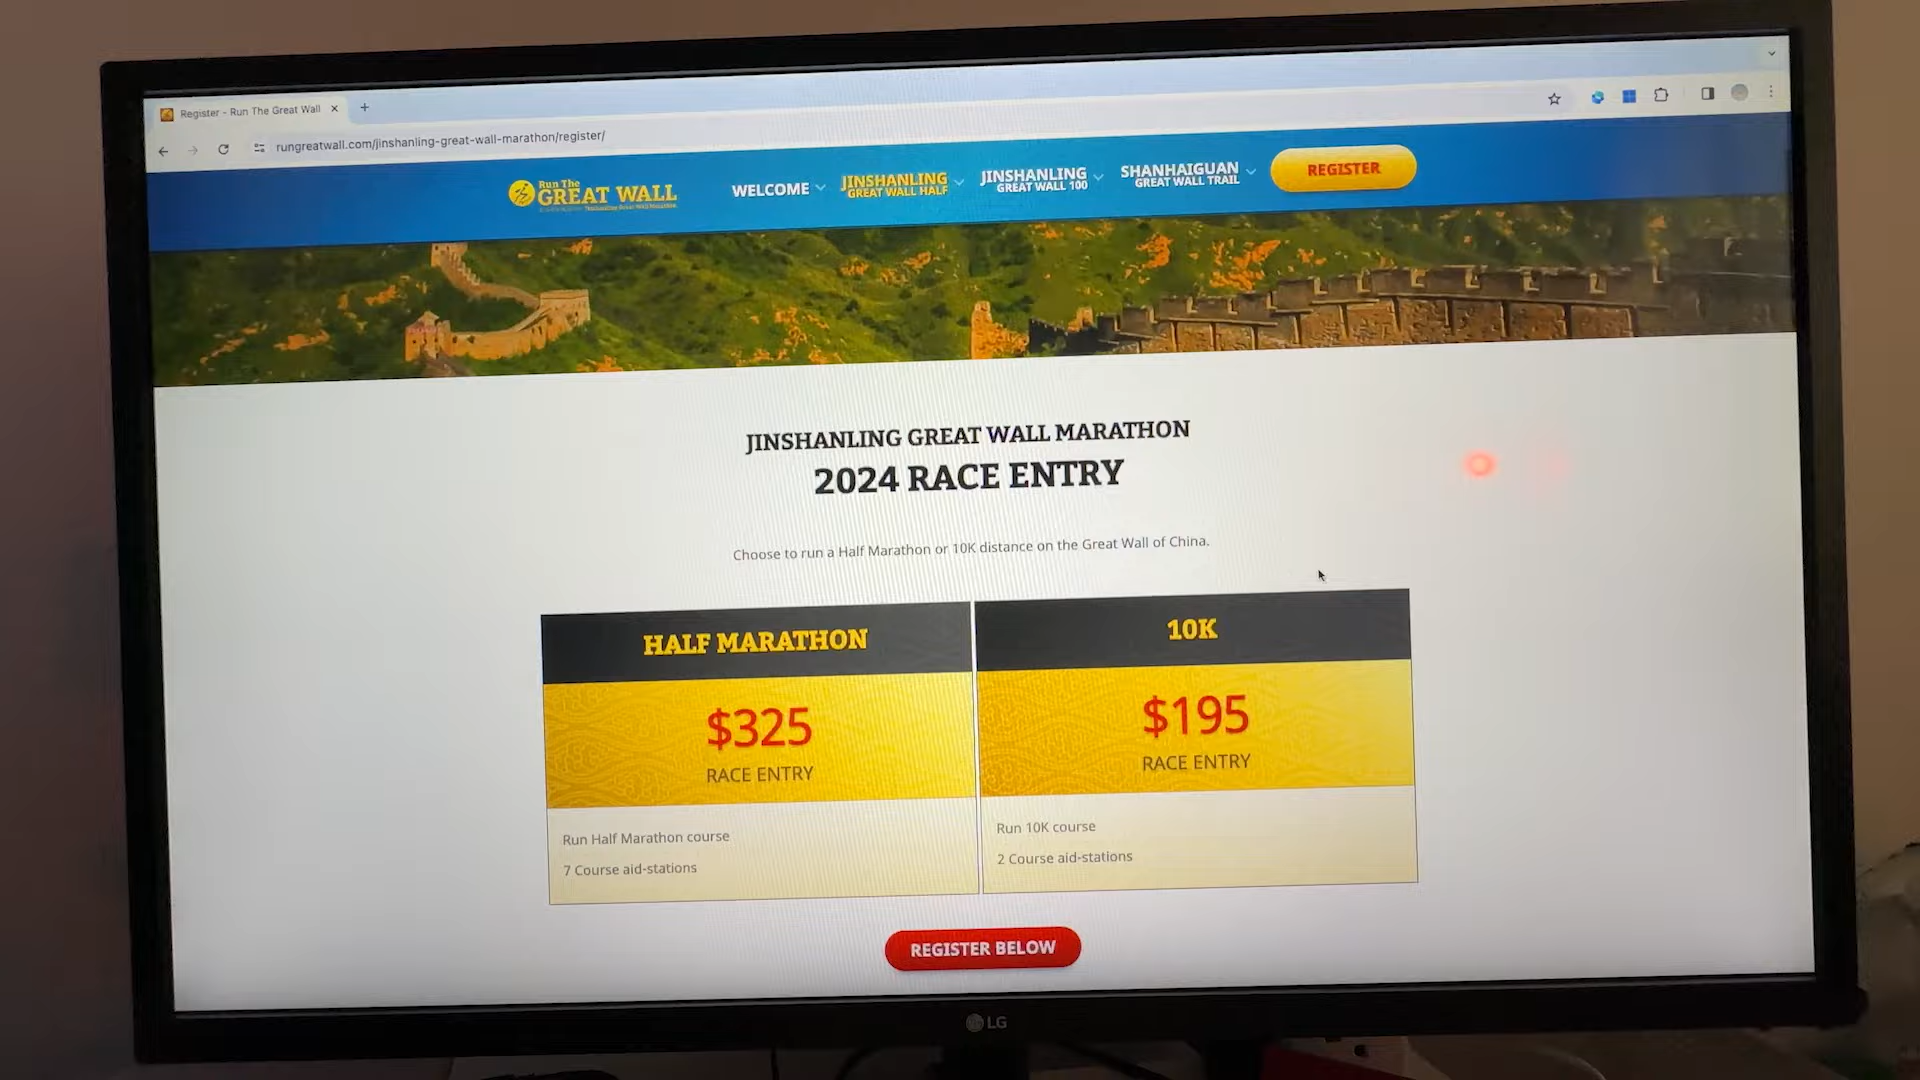 Register - Run The Great Wall
rungreatwall.com/jinshanling-great-wall-marathon/register/
Run The
GREAT WALL
WELCOME
JINSHANLING
GREAT WALL HALF
JINSHANLING
GREAT WALL 100
SHANHAIGUAN
GREAT WALL TRAIL
REGISTER
JINSHANLING GREAT WALL MARATHON
2024 RACE ENTRY
Choose to run a Half Marathon or 10K distance on the Great Wall of China.
HALF MARATHON
$325
RACE ENTRY
Run Half Marathon course
7 Course aid-stations
10K
$195
RACE ENTRY
Run 10K course
2 Course aid-stations
REGISTER BELOW
LG